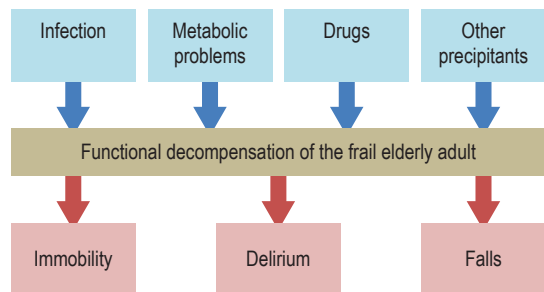 Infection
Metabolic
problems
Drugs
Other
precipitants
Functional decompensation of the frail elderly adult
Immobility
Delirium
Falls